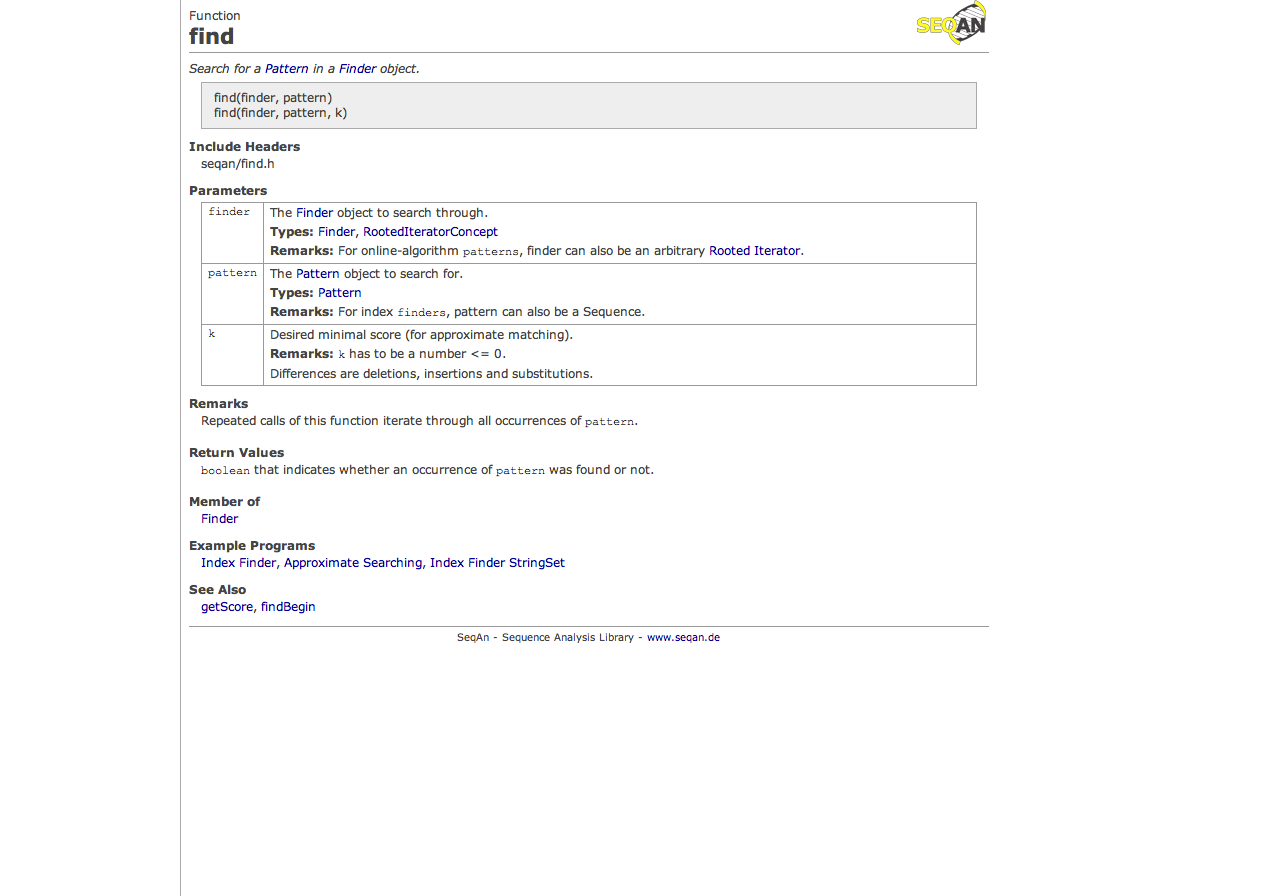 Function
find
SEQAN
Search for a Pattern in a Finder object.
find(finder, pattern)
find(finder, pattern, k)
Include Headers
seqan/find.h
Parameters
finder
The Finder object to search through.
Types: Finder, RootedIteratorConcept
Remarks: For online-algorithm patterns, finder can also be an arbitrary Rooted Iterator.
pattern
The Pattern object to search for.
Types: Pattern
Remarks: For index finders, pattern can also be a Sequence.
k
Desired minimal score (for approximate matching).
Remarks: k has to be a number <= 0.
Differences are deletions, insertions and substitutions.
Remarks
Repeated calls of this function iterate through all occurrences of pattern.
Return Values
boolean that indicates whether an occurrence of pattern was found or not.
Member of
Finder
Example Programs
Index Finder, Approximate Searching, Index Finder StringSet
See Also
getScore, findBegin
SeqAn - Sequence Analysis Library - www.seqan.de